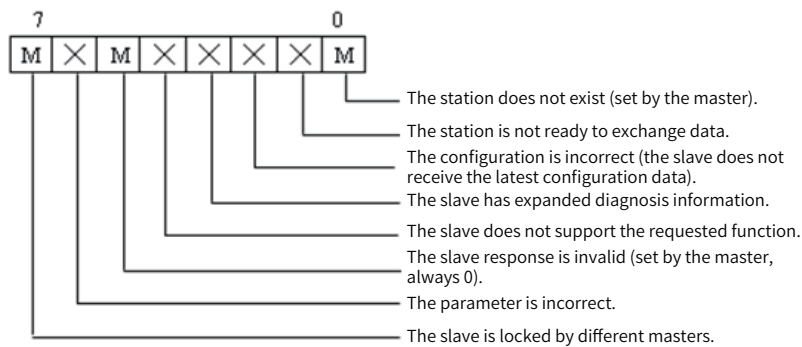 7 0
M X M X X X X M
The station does not exist (set by the master).
The station is not ready to exchange data.
The configuration is incorrect (the slave does not
receive the latest configuration data).
The slave has expanded diagnosis information.
The slave does not support the requested function.
The slave response is invalid (set by the master,
always 0).
The parameter is incorrect.
The slave is locked by different masters.